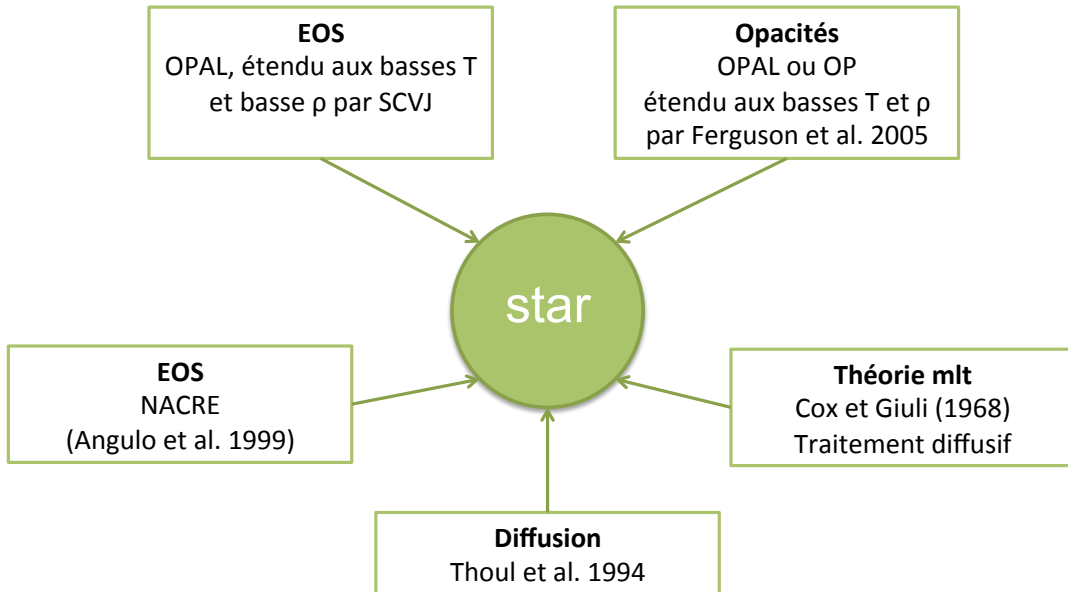 EOS
OPAL, étendu aux basses T
et basse ρ par SCVJ
Opacités
OPAL ou OP
étendu aux basses T et ρ
par Ferguson et al. 2005
star
EOS
NACRE
(Angulo et al. 1999)
Théorie mlt
Cox et Giuli (1968)
Traitement diffusif
Diffusion
Thoul et al. 1994